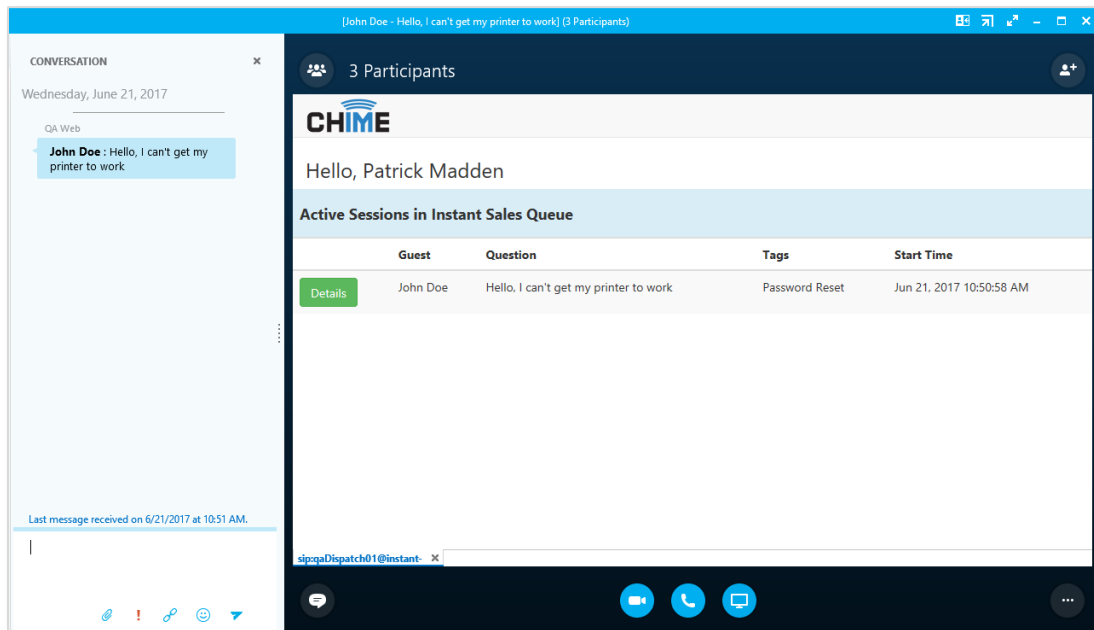 [John Doe - Hello, I can't get my printer to work] (3 Participants)
CONVERSATION
Wednesday, June 21, 2017
QA Web
John Doe : Hello, I can't get my
printer to work
Last message received on 6/21/2017 at 10:51 AM.
3 Participants
CHIME
Hello, Patrick Madden
Active Sessions in Instant Sales Queue
Guest Question Tags Start Time
Details John Doe Hello, I can't get my printer to work Password Reset Jun 21, 2017 10:50:58 AM
sip:qaDispatch01@instant-